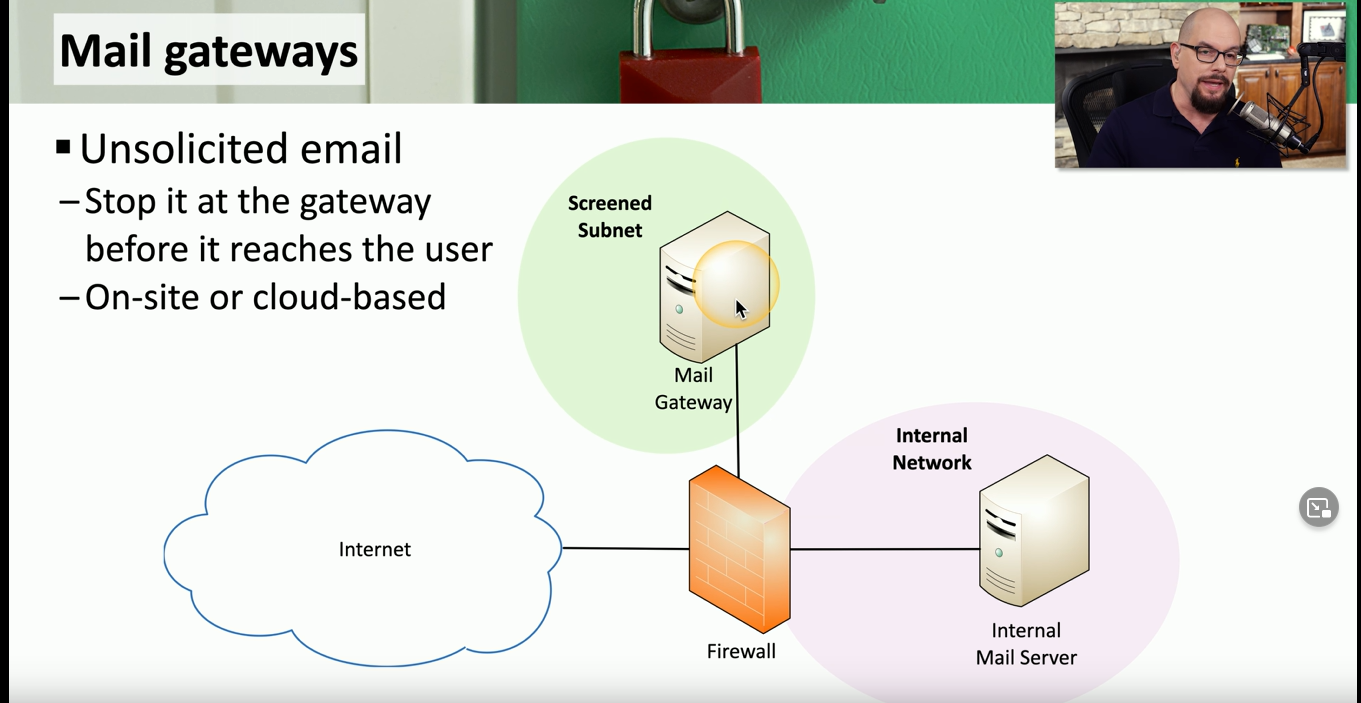 Mail gateways
■ Unsolicited email
– Stop it at the gateway
before it reaches the user
– On-site or cloud-based
Screened
Subnet
Mail
Gateway
Internal
Network
Internet
Firewall
Internal
Mail Server